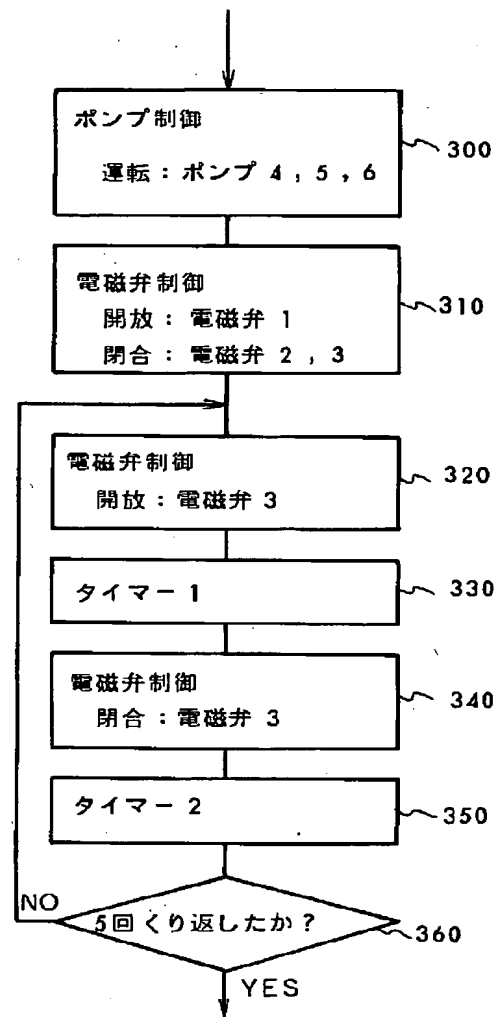 ポンプ制御
運転：ポンプ 4 , 5 , 6
300
電磁弁制御
開放：電磁弁 1
閉合：電磁弁 2 , 3
310
電磁弁制御
開放：電磁弁 3
320
タイマー 1
330
電磁弁制御
閉合：電磁弁 3
340
タイマー 2
350
5回くり返したか？
360
NO
YES